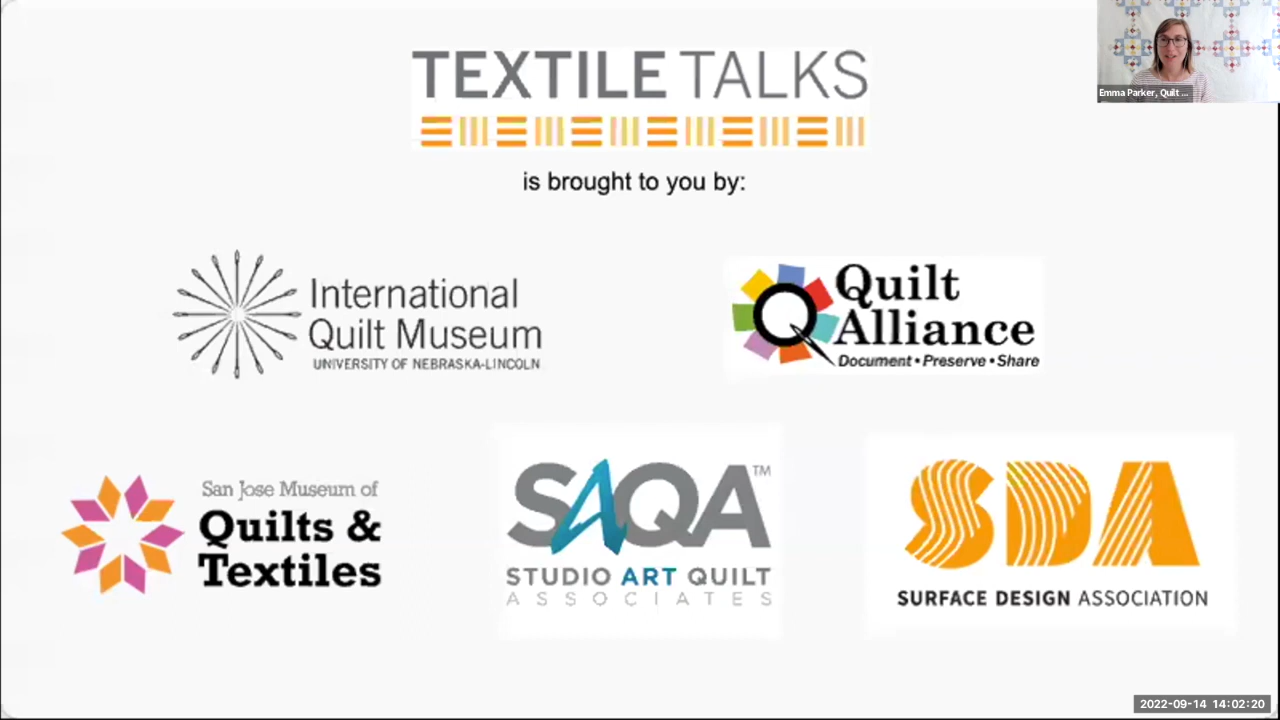 TEXTILE TALKS
Emma Parker, Quilt ...
is brought to you by:
International
Quilt Museum
UNIVERSITY OF NEBRASKA-LINCOLN
Quilt
Alliance
Document • Preserve • Share
San Jose Museum of
Quilts &
Textiles
SAQA™
STUDIO ART QUILT
ASSOCIATES
SDA
SURFACE DESIGN ASSOCIATION
2022-09-14 14:02:20